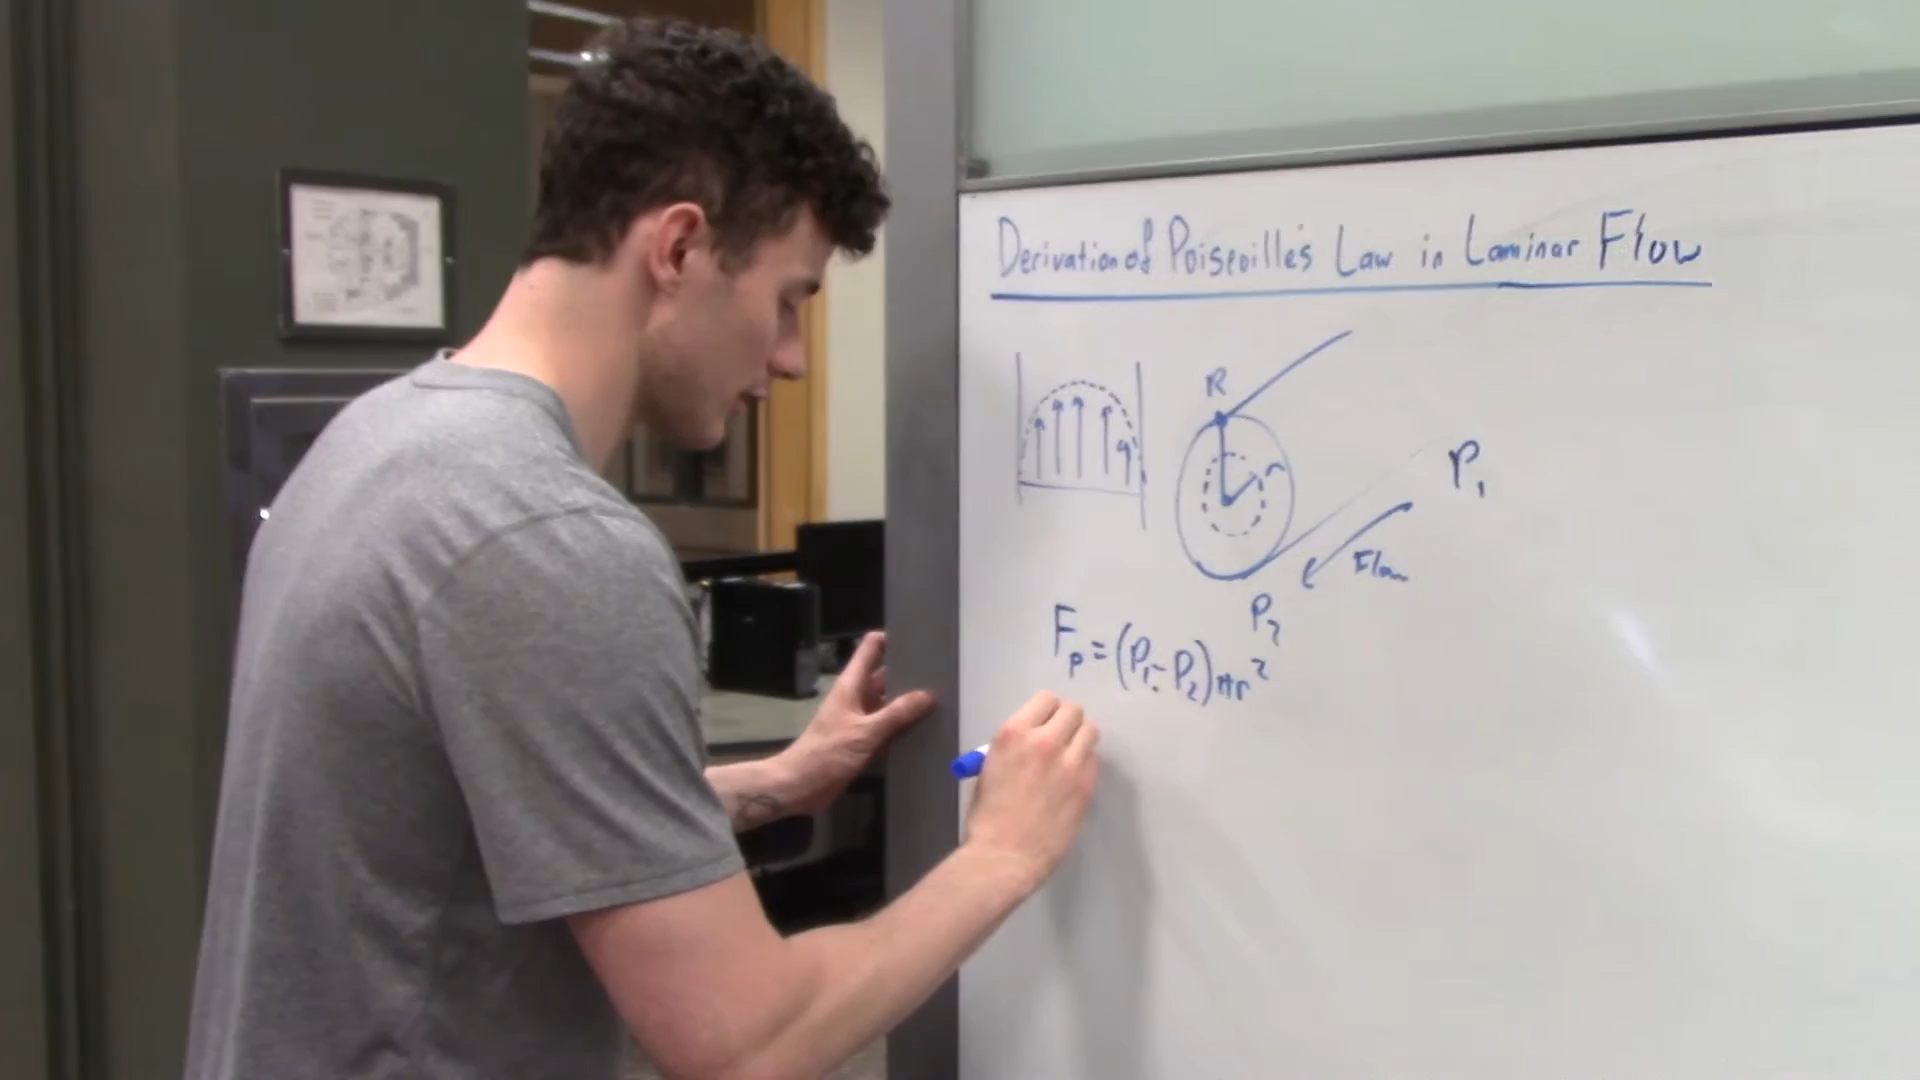 Derivation of Poiseuille's Law in Laminar Flow
R
r
P₁
Flow
P₂
Fₚ = (P₁ - P₂)πr²